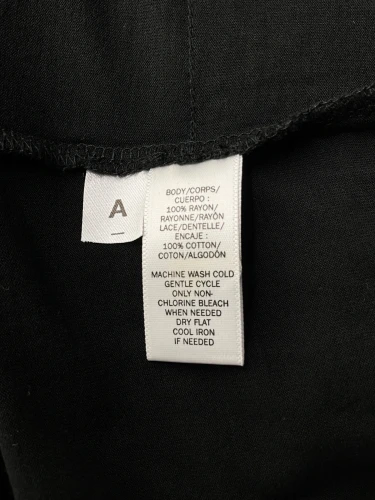 A
BODY/CORPS/
CUERPO :
100% RAYON/
RAYONNE/RAYÓN
LACE/DENTELLE/
ENCAJE :
100% COTTON/
COTON/ALGODÓN
MACHINE WASH COLD
GENTLE CYCLE
ONLY NON-
CHLORINE BLEACH
WHEN NEEDED
DRY FLAT
COOL IRON
IF NEEDED